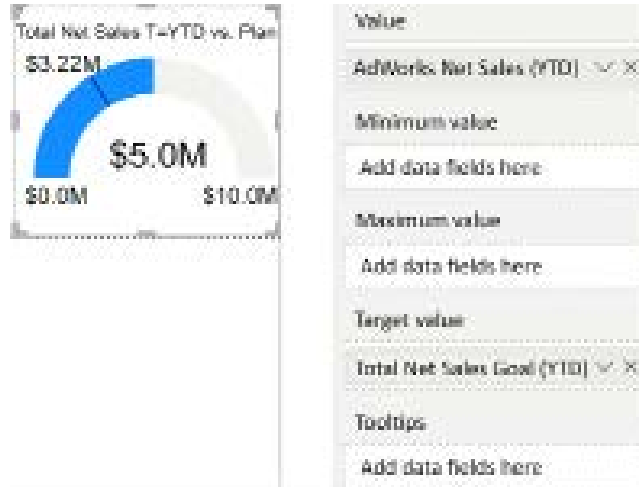 Total Net Sales T=YTD vs. Plan
$3.22M
$5.0M
$0.0M
$10.0M
Value
AdWorks Net Sales (YTD)
Minimum value
Add data fields here
Maximum value
Add data fields here
Target value
Total Net Sales Goal (YTD)
Tooltips
Add data fields here